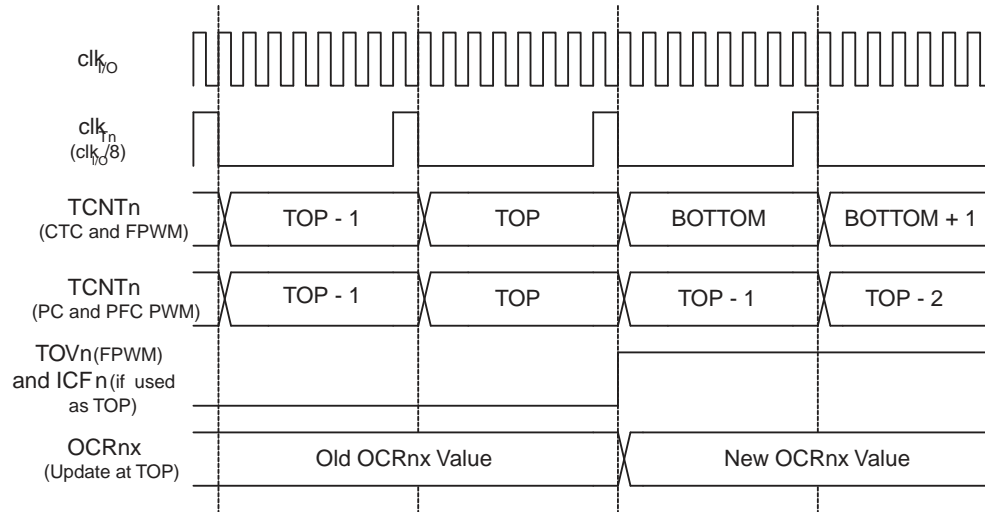 clkI/O
clkTn
(clkI/O/8)
TCNTn
(CTC and FPWM)
TOP - 1
TOP
BOTTOM
BOTTOM + 1
TCNTn
(PC and PFC PWM)
TOP - 1
TOP
TOP - 1
TOP - 2
TOVn(FPWM)
and ICFn(if used
as TOP)
OCRnx
(Update at TOP)
Old OCRnx Value
New OCRnx Value